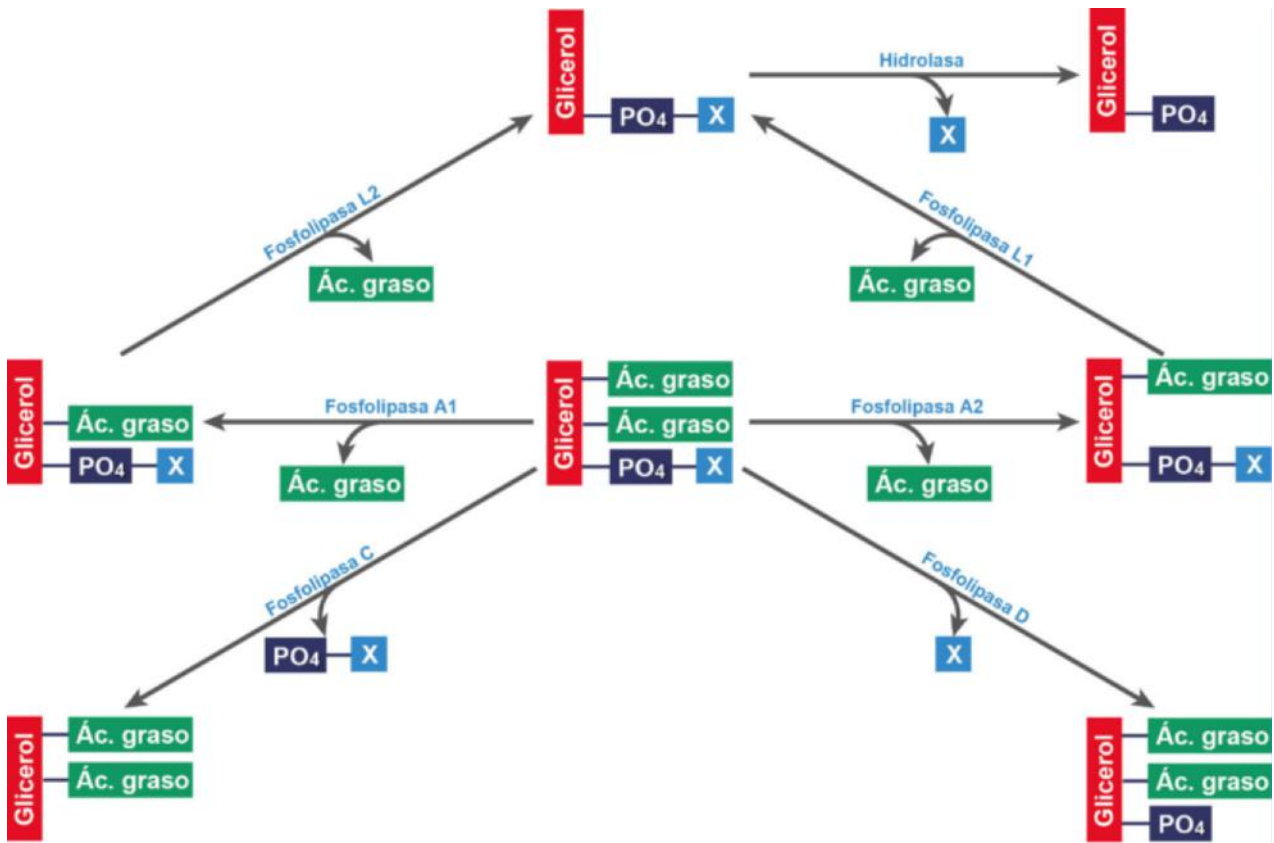 Glicerol
PO₄
X
Hidrolasa
X
Glicerol
PO₄
Fosfolipasa L2
Ác. graso
Fosfolipasa L1
Ác. graso
Glicerol
Ác. graso
PO₄
X
Fosfolipasa A1
Ác. graso
Glicerol
Ác. graso
Ác. graso
PO₄
X
Fosfolipasa A2
Ác. graso
Glicerol
Ác. graso
PO₄
X
Fosfolipasa C
PO₄
X
Fosfolipasa D
X
Glicerol
Ác. graso
Ác. graso
Glicerol
Ác. graso
Ác. graso
PO₄